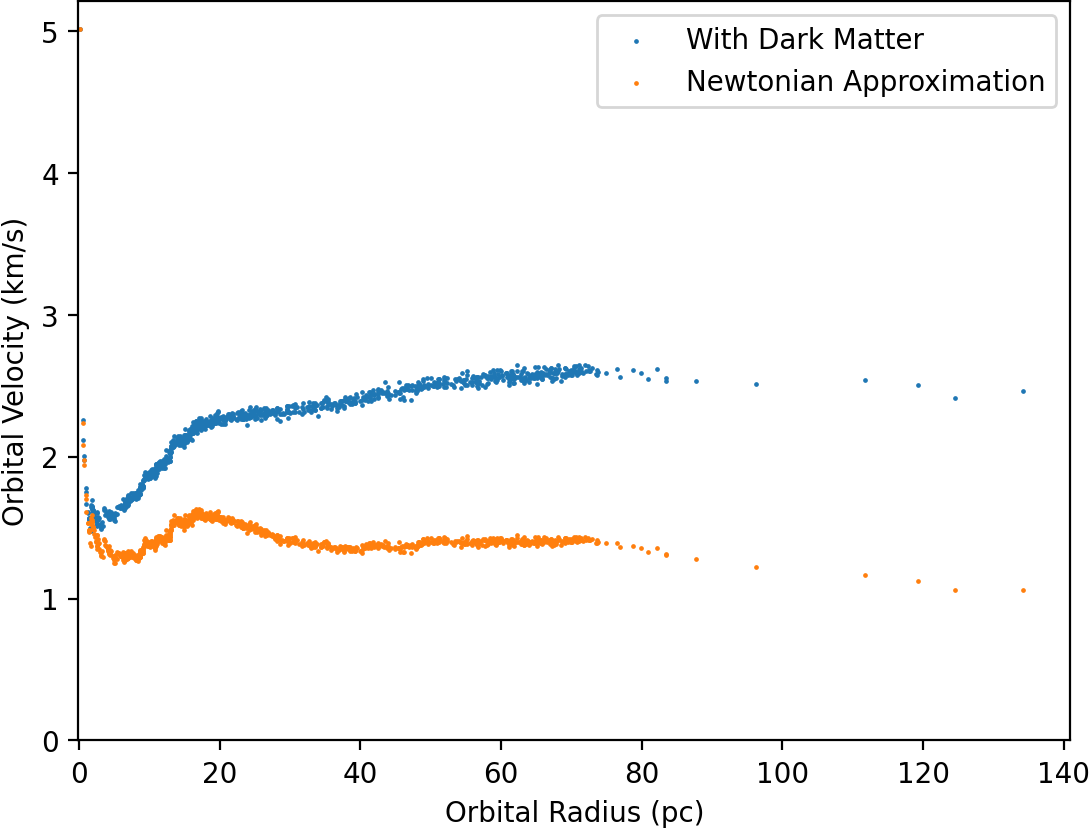 With Dark Matter
Newtonian Approximation
Orbital Velocity (km/s)
5
4
3
2
1
0
0 20 40 60 80 100 120 140
Orbital Radius (pc)